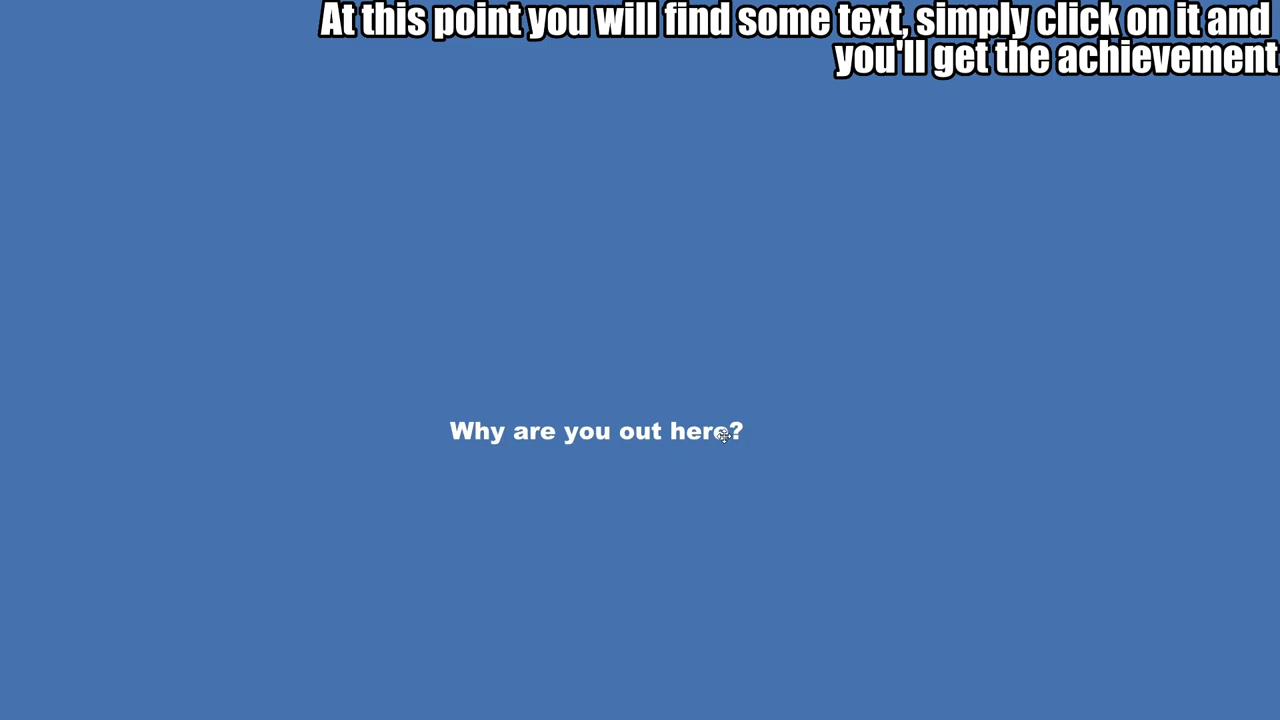 At this point you will find some text, simply click on it and
you'll get the achievement
Why are you out here?